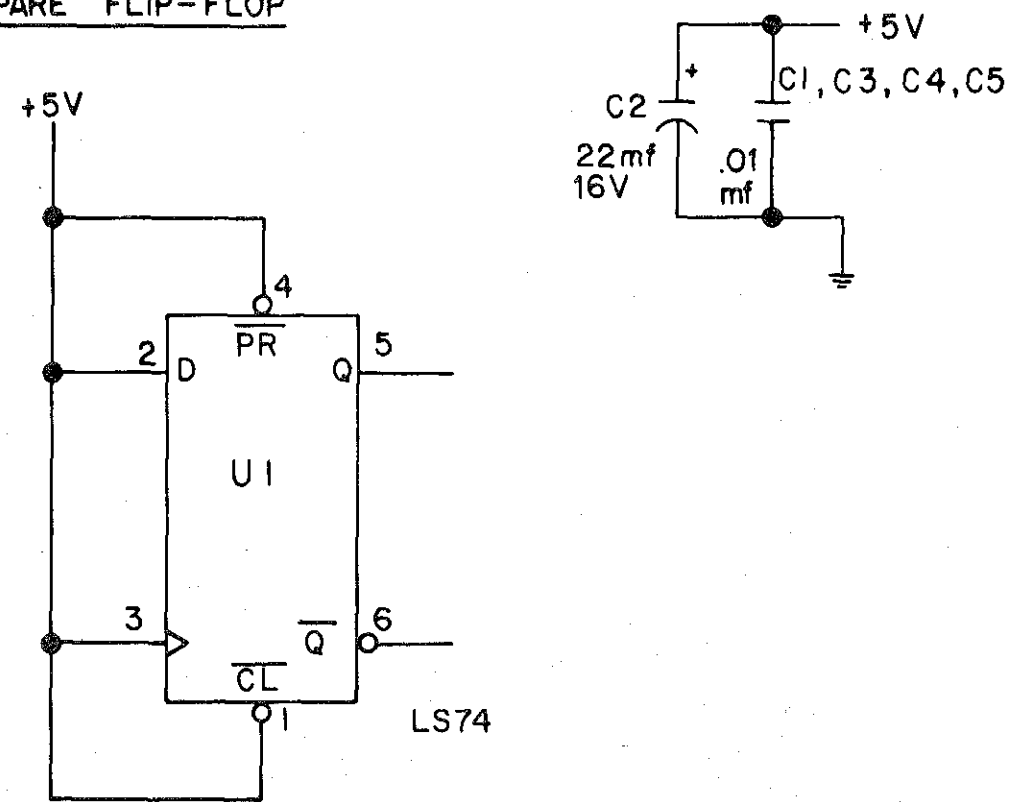 PARE FLIP-FLOP
+5V
+
+5V
C1, C3, C4, C5
C2
22mf
16V
.01
mf
4
PR
2
D
Q
5
U1
3
Q
6
CL
1
LS74